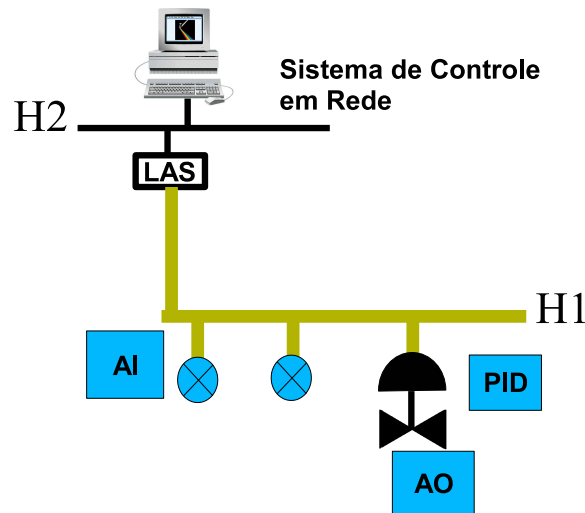 Sistema de Controle
em Rede
H2
LAS
H1
AI
PID
AO